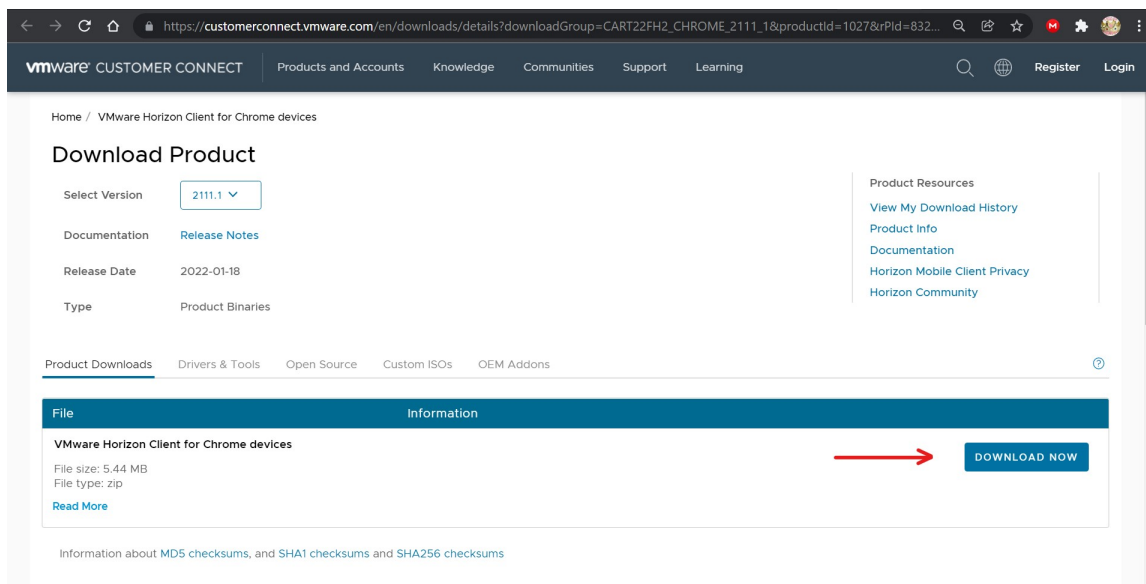 https://customerconnect.vmware.com/en/downloads/details?downloadGroup=CART22FH2_CHROME_2111_1&productId=1027&rPId=832...
M
vmware® CUSTOMER CONNECT Products and Accounts Knowledge Communities Support Learning Register Login
Home / VMware Horizon Client for Chrome devices
Download Product
Select Version 2111.1
Documentation Release Notes
Release Date 2022-01-18
Type Product Binaries
Product Resources
View My Download History
Product Info
Documentation
Horizon Mobile Client Privacy
Horizon Community
Product Downloads Drivers & Tools Open Source Custom ISOs OEM Addons ?
File Information
VMware Horizon Client for Chrome devices
File size: 5.44 MB
File type: zip
Read More
DOWNLOAD NOW
Information about MD5 checksums, and SHA1 checksums and SHA256 checksums